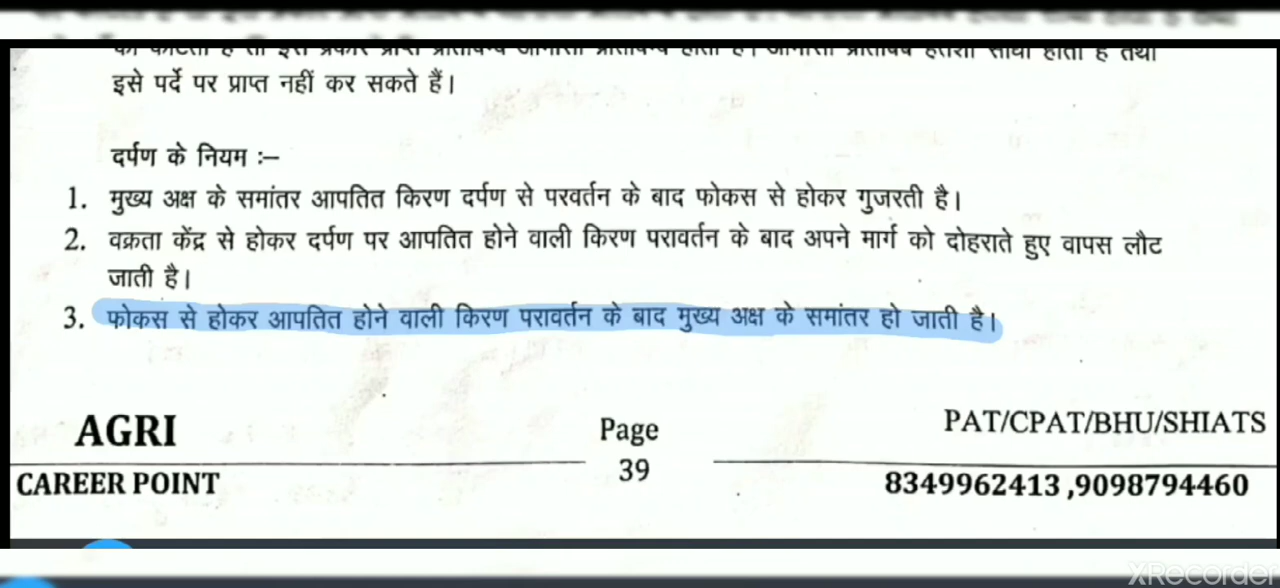 इसे पर्दे पर प्राप्त नहीं कर सकते हैं।
दर्पण के नियम :–
1. मुख्य अक्ष के समांतर आपतित किरण दर्पण से परवर्तन के बाद फोकस से होकर गुजरती है।
2. वक्रता केंद्र से होकर दर्पण पर आपतित होने वाली किरण परावर्तन के बाद अपने मार्ग को दोहराते हुए वापस लौट
जाती है।
3. फोकस से होकर आपतित होने वाली किरण परावर्तन के बाद मुख्य अक्ष के समांतर हो जाती है।
AGRI Page PAT/CPAT/BHU/SHIATS
39
CAREER POINT 8349962413 ,9098794460
XRecorder